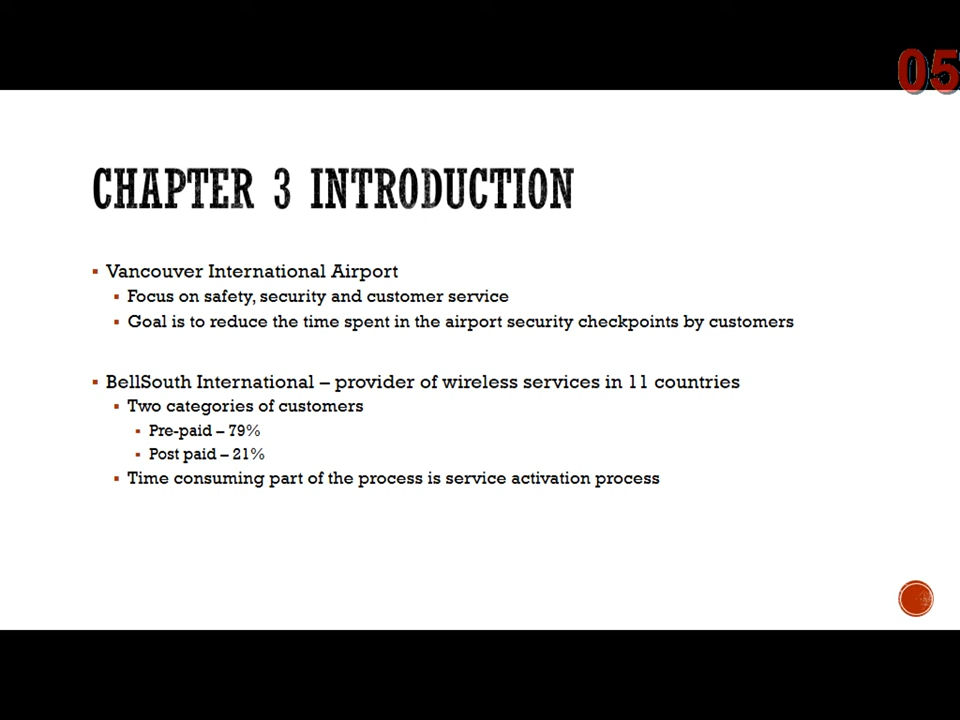 05
CHAPTER 3 INTRODUCTION
▪ Vancouver International Airport
▪ Focus on safety, security and customer service
▪ Goal is to reduce the time spent in the airport security checkpoints by customers
▪ BellSouth International – provider of wireless services in 11 countries
▪ Two categories of customers
▪ Pre-paid – 79%
▪ Post paid – 21%
▪ Time consuming part of the process is service activation process